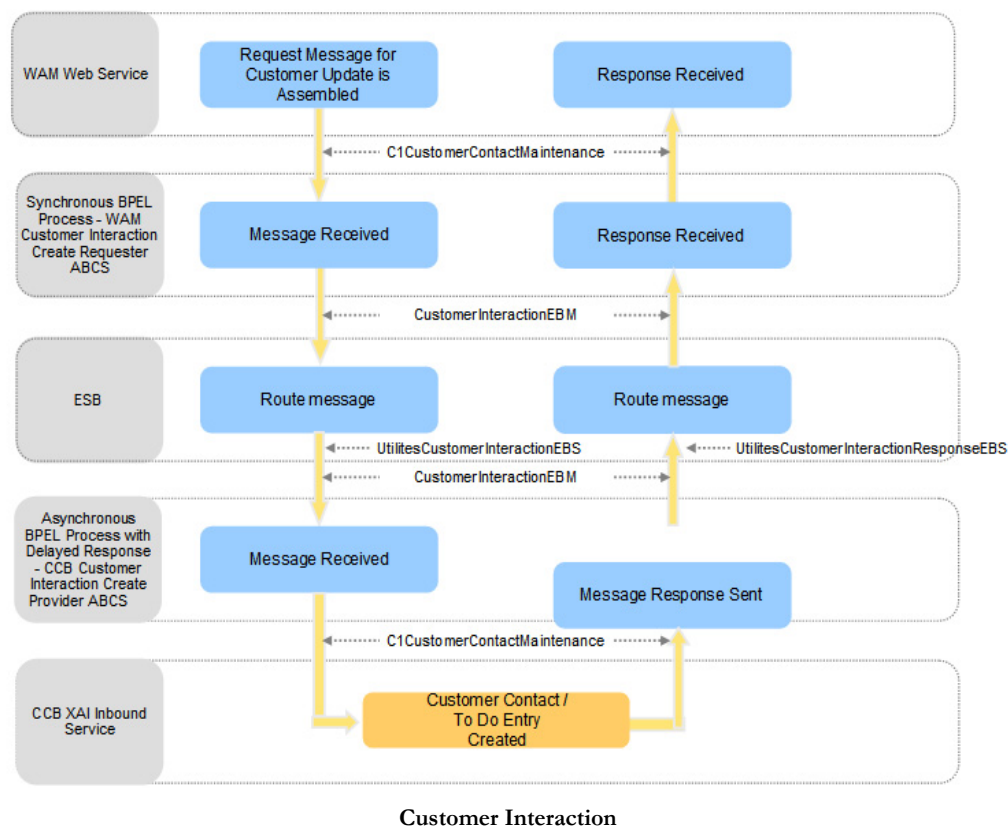 WAM Web Service
Request Message for
Customer Update is
Assembled
Response Received
C1CustomerContactMaintenance
Synchronous BPEL
Process - WAM
Customer Interaction
Create Requester
ABCS
Message Received
Response Received
CustomerInteractionEBM
ESB
Route message
Route message
UtilitesCustomerInteractionEBS
UtilitesCustomerInteractionResponseEBS
CustomerInteractionEBM
Asynchronous
BPEL Process with
Delayed Response
- CCB Customer
Interaction Create
Provider ABCS
Message Received
Message Response Sent
C1CustomerContactMaintenance
CCB XAI Inbound
Service
Customer Contact /
To Do Entry
Created
Customer Interaction